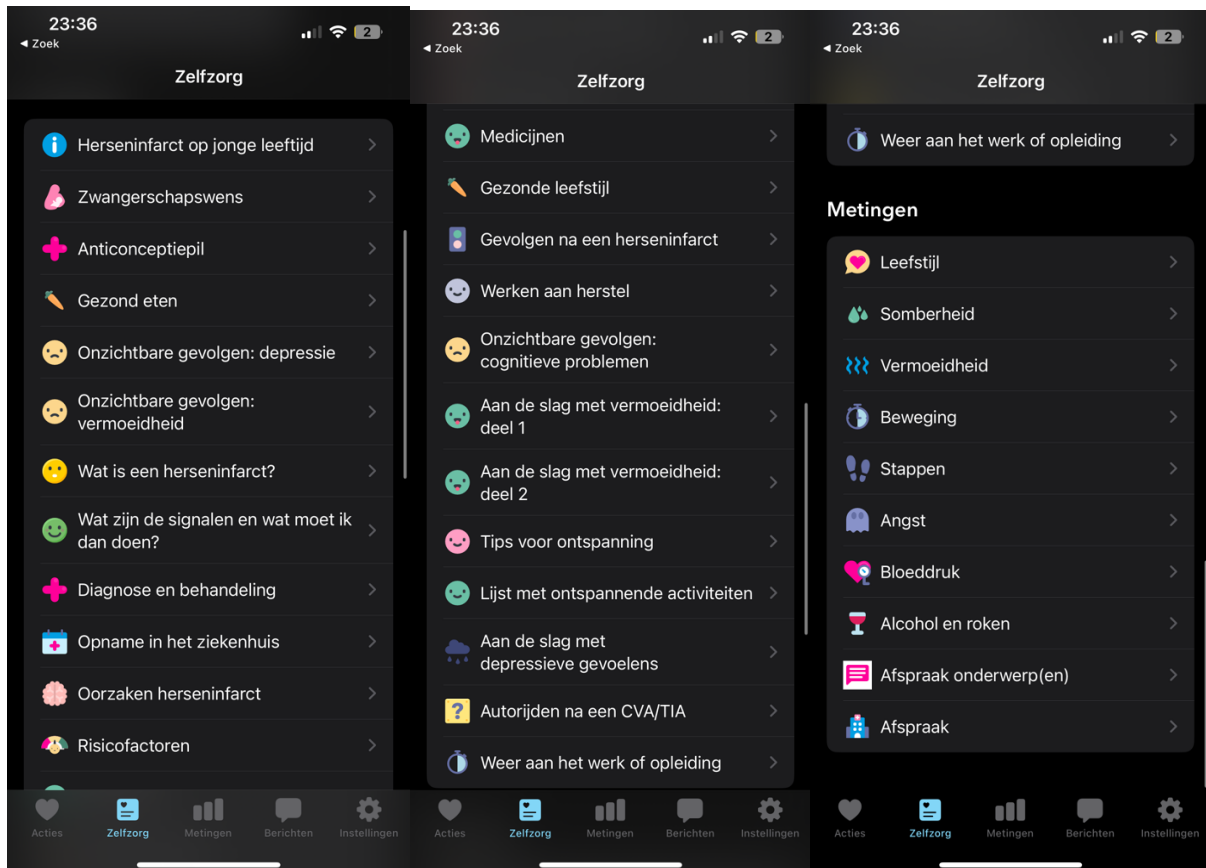 23:36
2
◀ Zoek
Zelfzorg
Herseninfarct op jonge leeftijd
Zwangerschapswens
Anticonceptiepil
Gezond eten
Onzichtbare gevolgen: depressie
Onzichtbare gevolgen:
vermoeidheid
Wat is een herseninfarct?
Wat zijn de signalen en wat moet ik
dan doen?
Diagnose en behandeling
Opname in het ziekenhuis
Oorzaken herseninfarct
Risicofactoren
Acties
Zelfzorg
Metingen
Berichten
Instellingen
23:36
2
◀ Zoek
Zelfzorg
Medicijnen
Gezonde leefstijl
Gevolgen na een herseninfarct
Werken aan herstel
Onzichtbare gevolgen:
cognitieve problemen
Aan de slag met vermoeidheid:
deel 1
Aan de slag met vermoeidheid:
deel 2
Tips voor ontspanning
Lijst met ontspannende activiteiten
Aan de slag met
depressieve gevoelens
Autorijden na een CVA/TIA
Weer aan het werk of opleiding
Acties
Zelfzorg
Metingen
Berichten
Instellingen
23:36
2
◀ Zoek
Zelfzorg
Weer aan het werk of opleiding
Metingen
Leefstijl
Somberheid
Vermoeidheid
Beweging
Stappen
Angst
Bloeddruk
Alcohol en roken
Afspraak onderwerp(en)
Afspraak
Acties
Zelfzorg
Metingen
Berichten
Instellingen